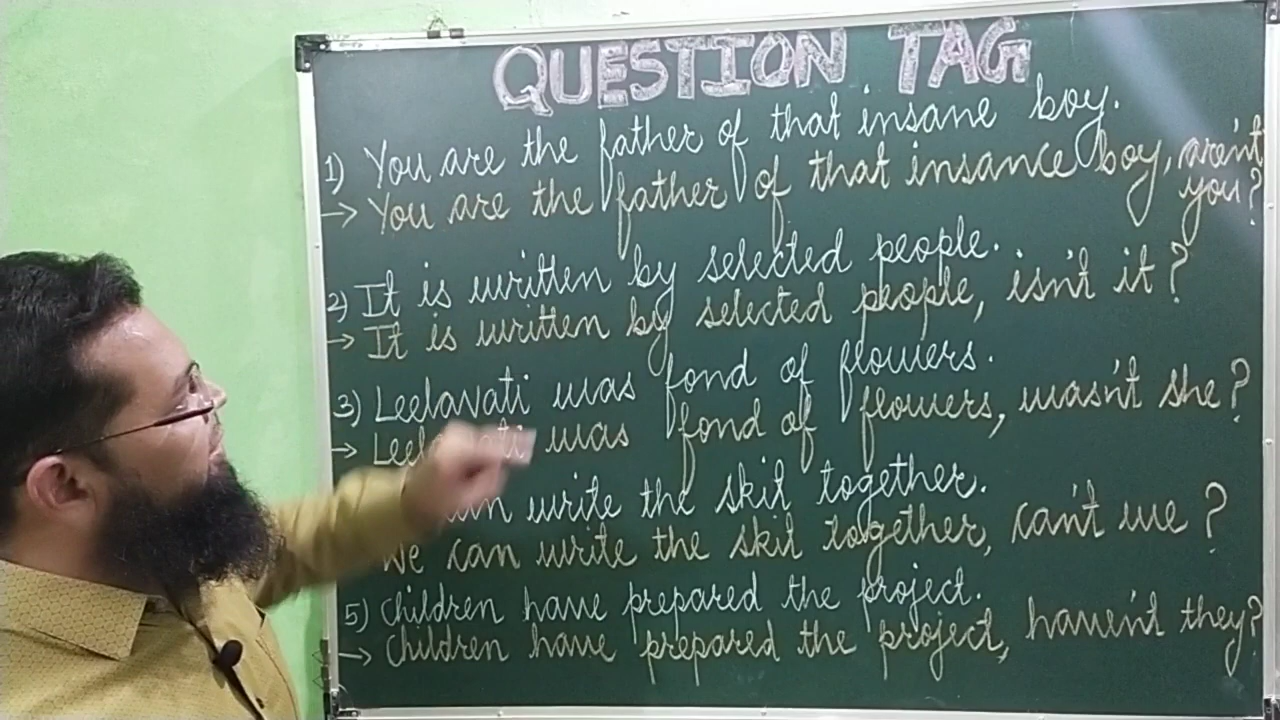 QUESTION TAG
1) You are the father of that insane boy.
→ You are the father of that insance boy, aren't
you?
2) It is written by selected people.
→ It is written by selected people, isn't it?
3) Leelavati was fond of flowers.
→ was fond of flowers, wasn't she?
write the skit together.
We can write the skit together, can't we?
5) Children have prepared the project.
→ Children have prepared the project, haven't they?